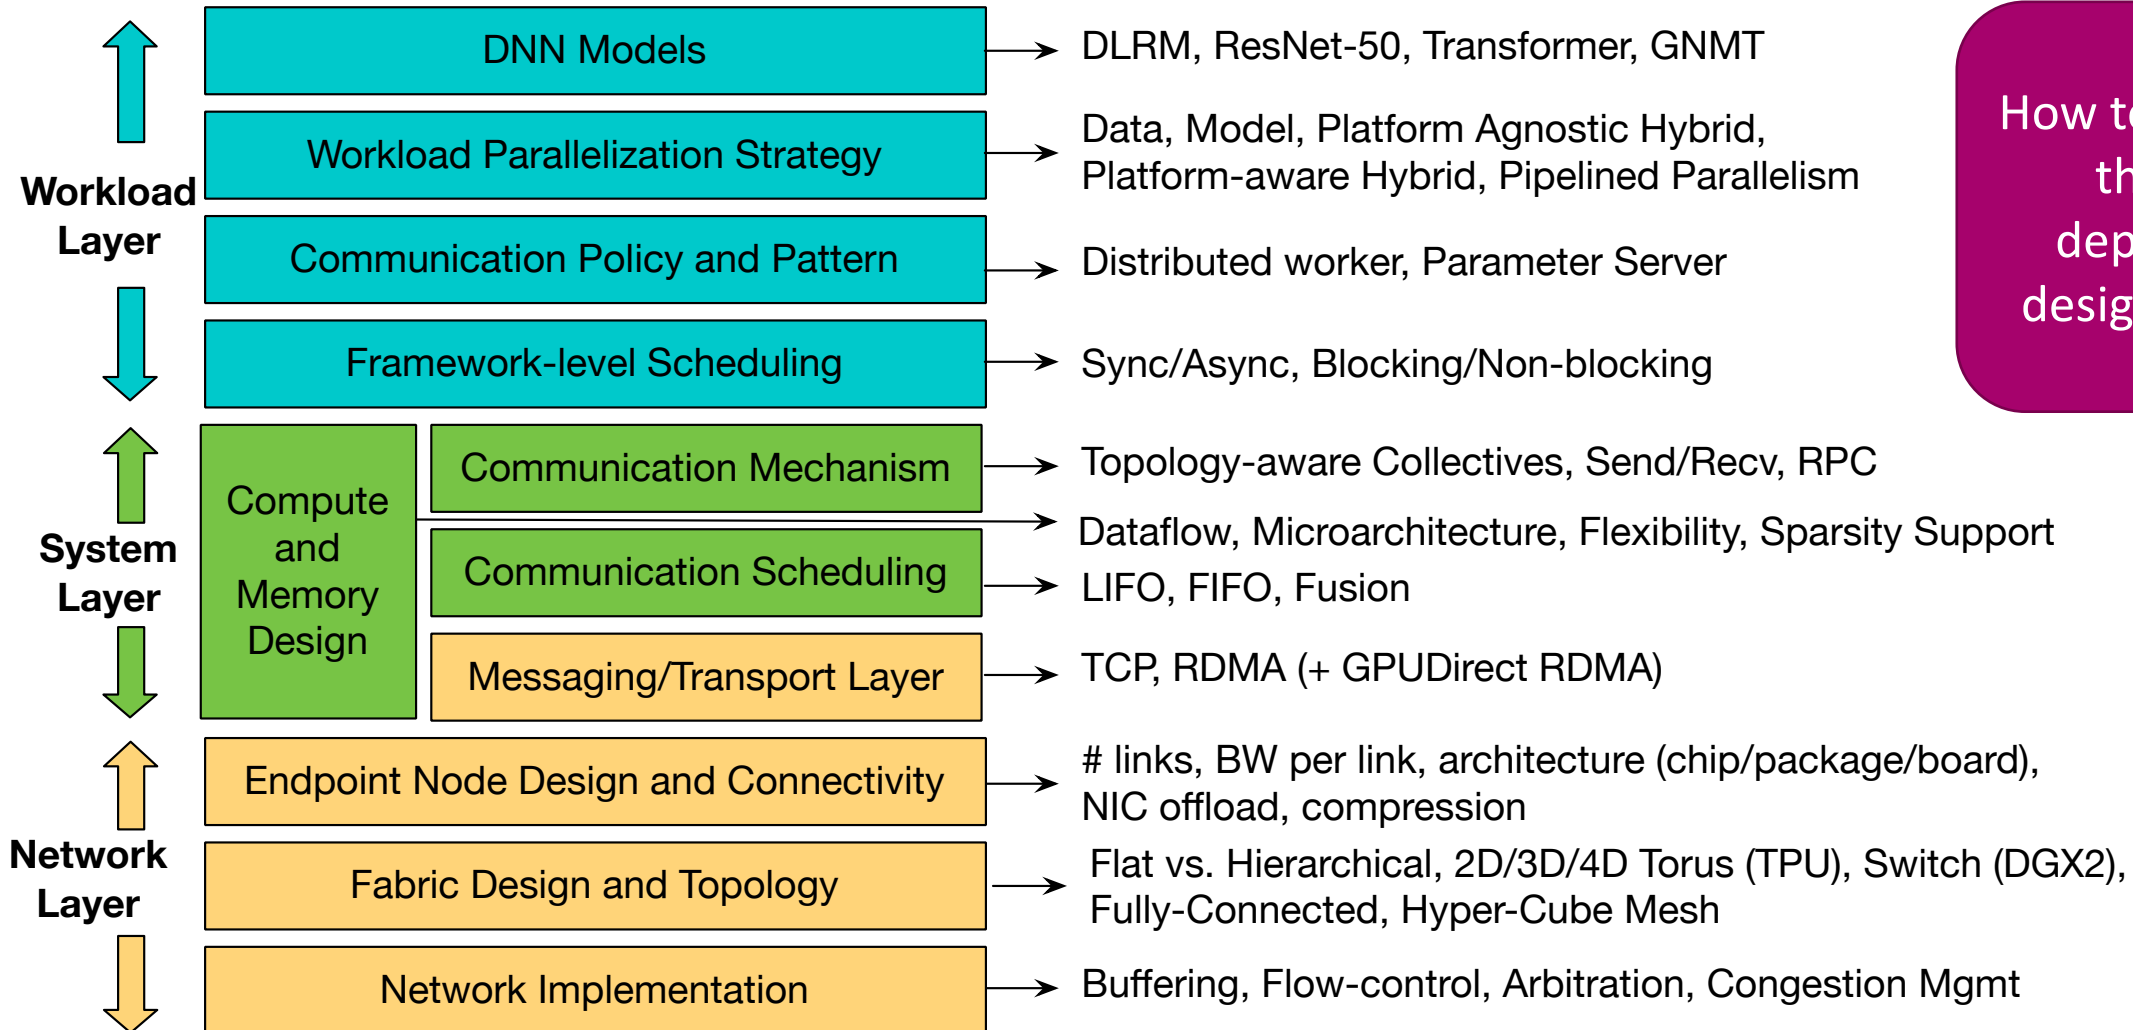 DNN Models
DLRM, ResNet-50, Transformer, GNMT
Workload Parallelization Strategy
Data, Model, Platform Agnostic Hybrid,
Platform-aware Hybrid, Pipelined Parallelism
Workload
Layer
Communication Policy and Pattern
Distributed worker, Parameter Server
Framework-level Scheduling
Sync/Async, Blocking/Non-blocking
How
th
dep
desig
System
Layer
Compute
and
Memory
Design
Communication Mechanism
Topology-aware Collectives, Send/Recv, RPC
Dataflow, Microarchitecture, Flexibility, Sparsity Support
Communication Scheduling
LIFO, FIFO, Fusion
Messaging/Transport Layer
TCP, RDMA (+ GPUDirect RDMA)
Network
Layer
Endpoint Node Design and Connectivity
# links, BW per link, architecture (chip/package/board),
NIC offload, compression
Fabric Design and Topology
Flat vs. Hierarchical, 2D/3D/4D Torus (TPU), Switch (DGX2),
Fully-Connected, Hyper-Cube Mesh
Network Implementation
Buffering, Flow-control, Arbitration, Congestion Mgmt